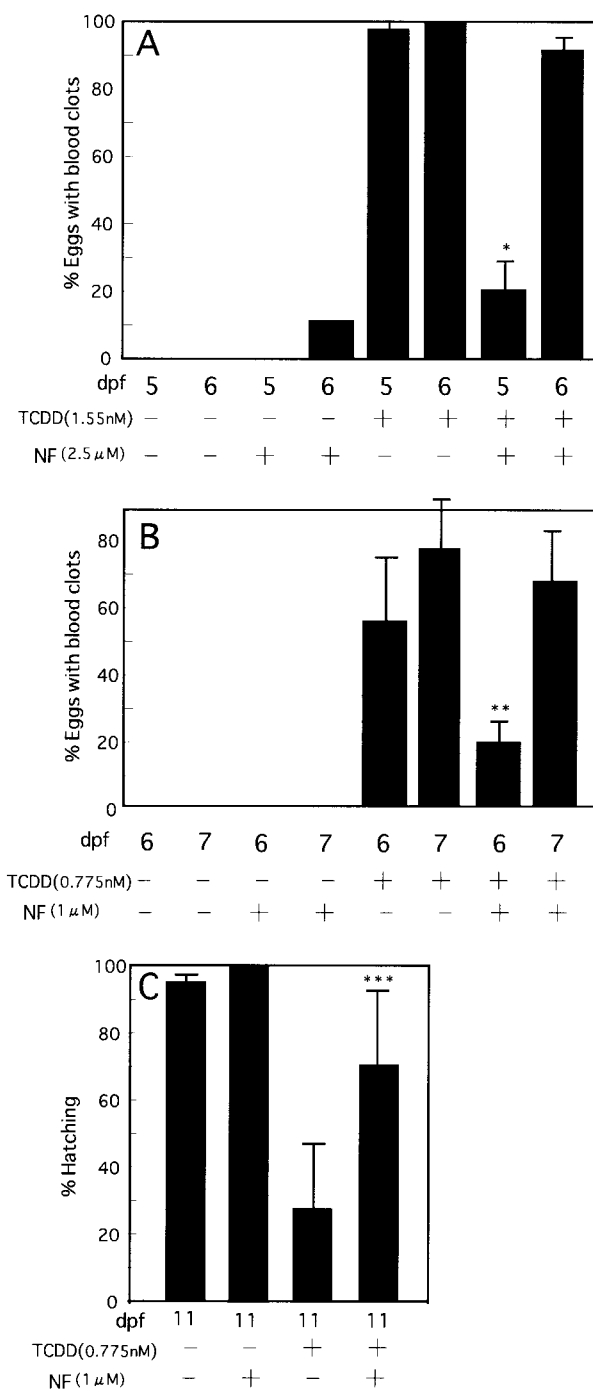 A
% Eggs with blood clots
100
80
60
40
20
0
*
dpf 5 6 5 6 5 6 5 6
TCDD(1.55nM) − − − − + + + +
NF (2.5 μM) − − + + − − + +
B
% Eggs with blood clots
80
60
40
20
0
**
dpf 6 7 6 7 6 7 6 7
TCDD(0.775nM) − − − − + + + +
NF (1 μM) − − + + − − + +
C
% Hatching
100
80
60
40
20
0
***
dpf 11 11 11 11
TCDD(0.775nM) − − + +
NF (1 μM) − + − +